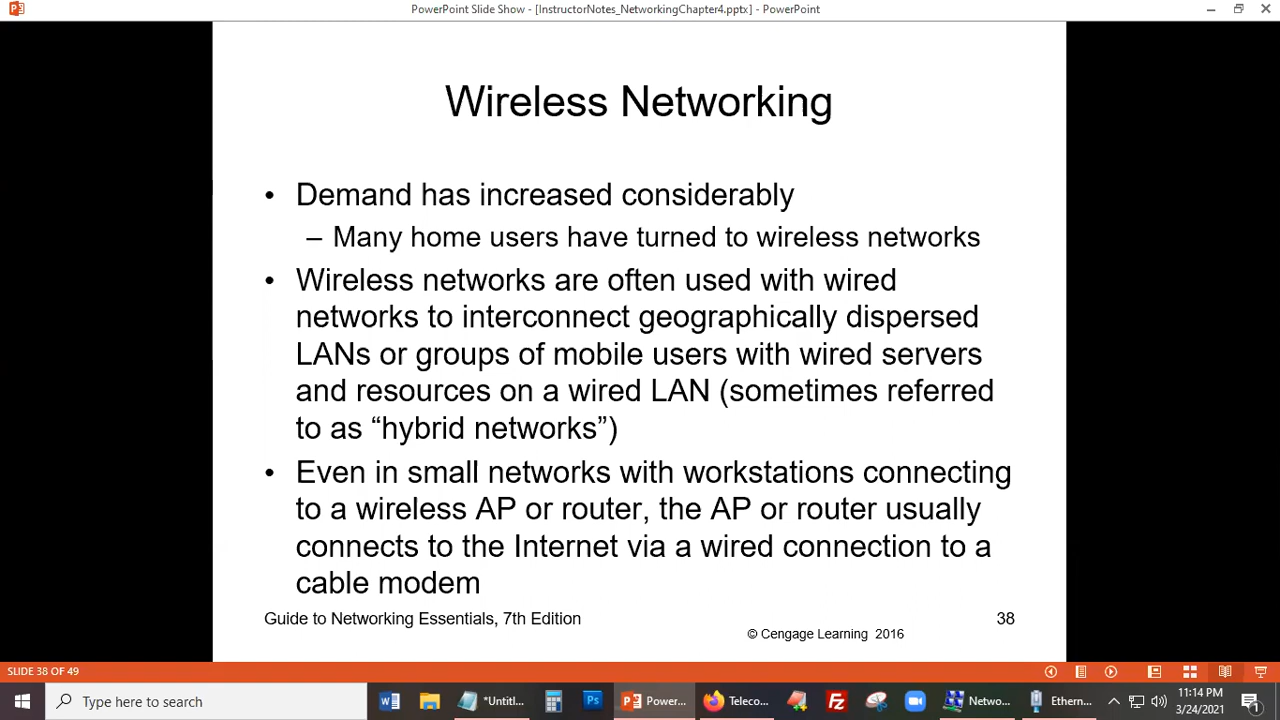 PowerPoint Slide Show - [InstructorNotes_NetworkingChapter4.pptx] - PowerPoint
Wireless Networking
• Demand has increased considerably
– Many home users have turned to wireless networks
• Wireless networks are often used with wired
networks to interconnect geographically dispersed
LANs or groups of mobile users with wired servers
and resources on a wired LAN (sometimes referred
to as “hybrid networks”)
• Even in small networks with workstations connecting
to a wireless AP or router, the AP or router usually
connects to the Internet via a wired connection to a
cable modem
Guide to Networking Essentials, 7th Edition
38
© Cengage Learning 2016
SLIDE 38 OF 49
Type here to search
*Untitl...
Power...
Teleco...
Netwo...
Ethern...
11:14 PM
3/24/2021
1